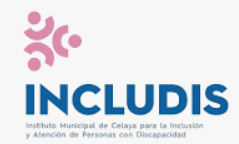 INCLUDIS
Instituto Municipal de Celaya para la Inclusión
y Atención de Personas con Discapacidad